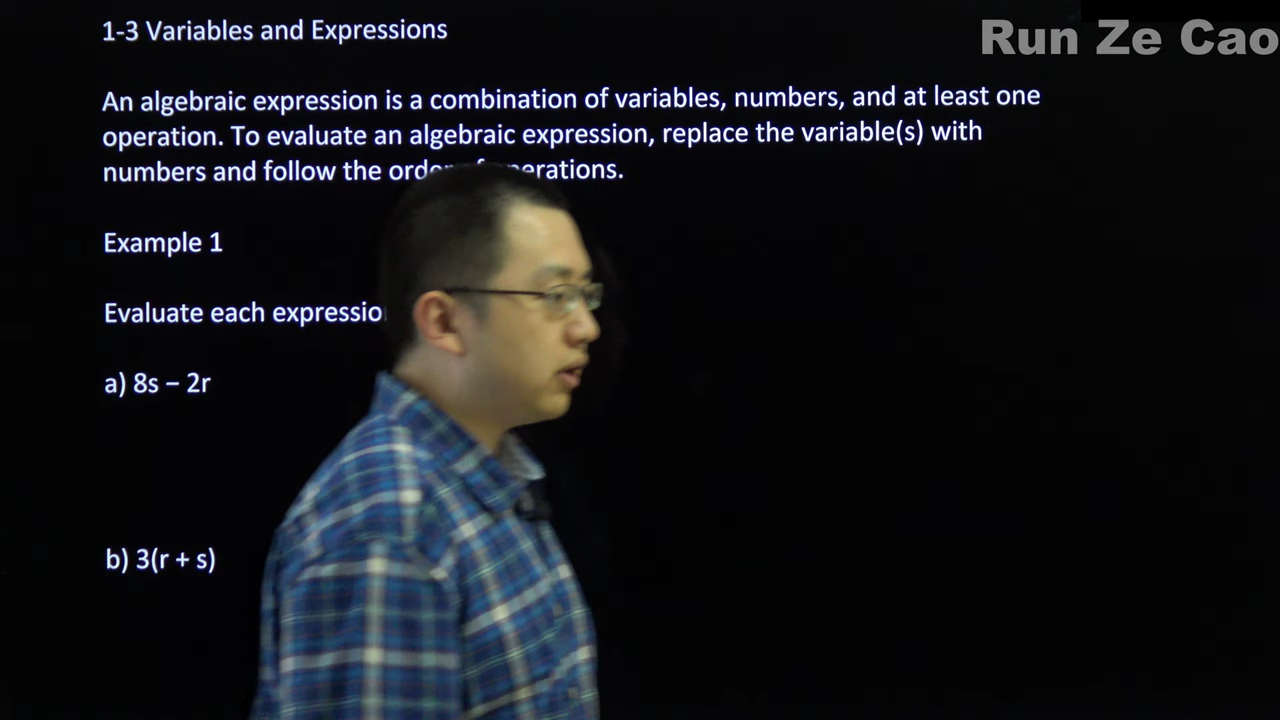 1-3 Variables and Expressions
Run Ze Cao
An algebraic expression is a combination of variables, numbers, and at least one
operation. To evaluate an algebraic expression, replace the variable(s) with
numbers and follow the
Example 1
Evaluate each
a) 8s – 2r
b) 3(r + s)